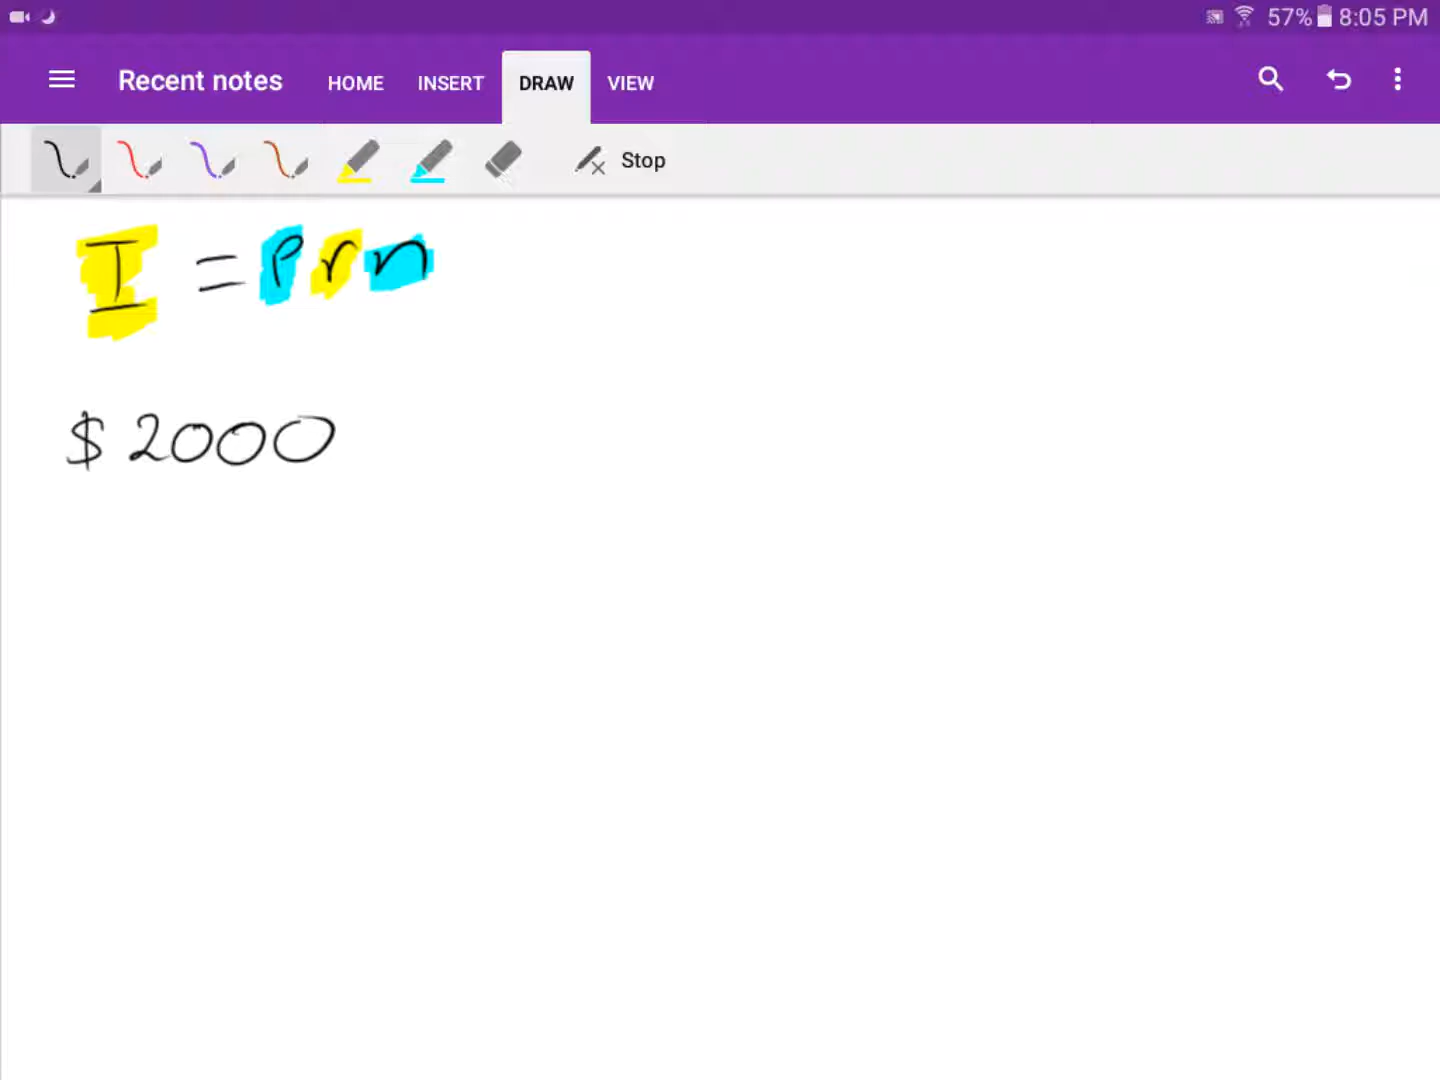 57% 8:05 PM
Recent notes HOME INSERT DRAW VIEW
Stop
I = Prn
$ 2000